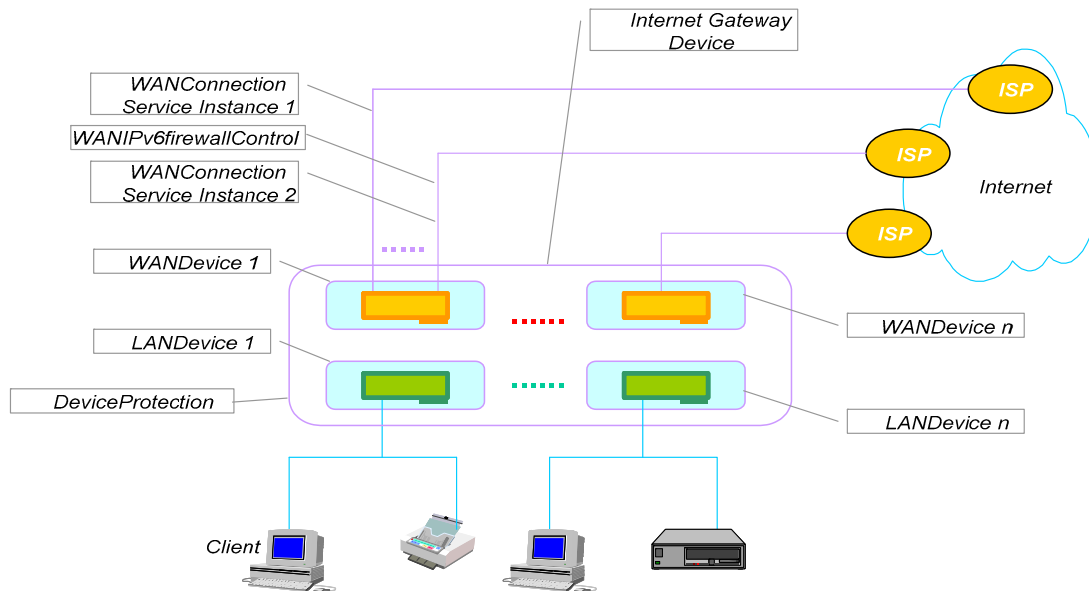 Internet Gateway
Device
WANConnection
Service Instance 1
WANIPv6firewallControl
WANConnection
Service Instance 2
ISP
ISP
ISP
Internet
WANDevice 1
WANDevice n
LANDevice 1
DeviceProtection
LANDevice n
Client